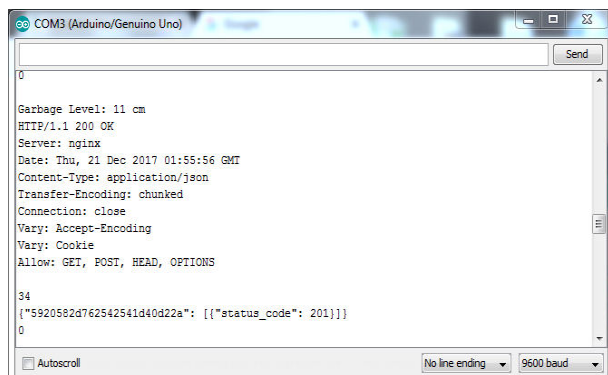 COM3 (Arduino/Genuino Uno)
Send
0
Garbage Level: 11 cm
HTTP/1.1 200 OK
Server: nginx
Date: Thu, 21 Dec 2017 01:55:56 GMT
Content-Type: application/json
Transfer-Encoding: chunked
Connection: close
Vary: Accept-Encoding
Vary: Cookie
Allow: GET, POST, HEAD, OPTIONS
34
{"5920582d762542541d40d22a": [{"status_code": 201}]}
0
Autoscroll
No line ending
9600 baud